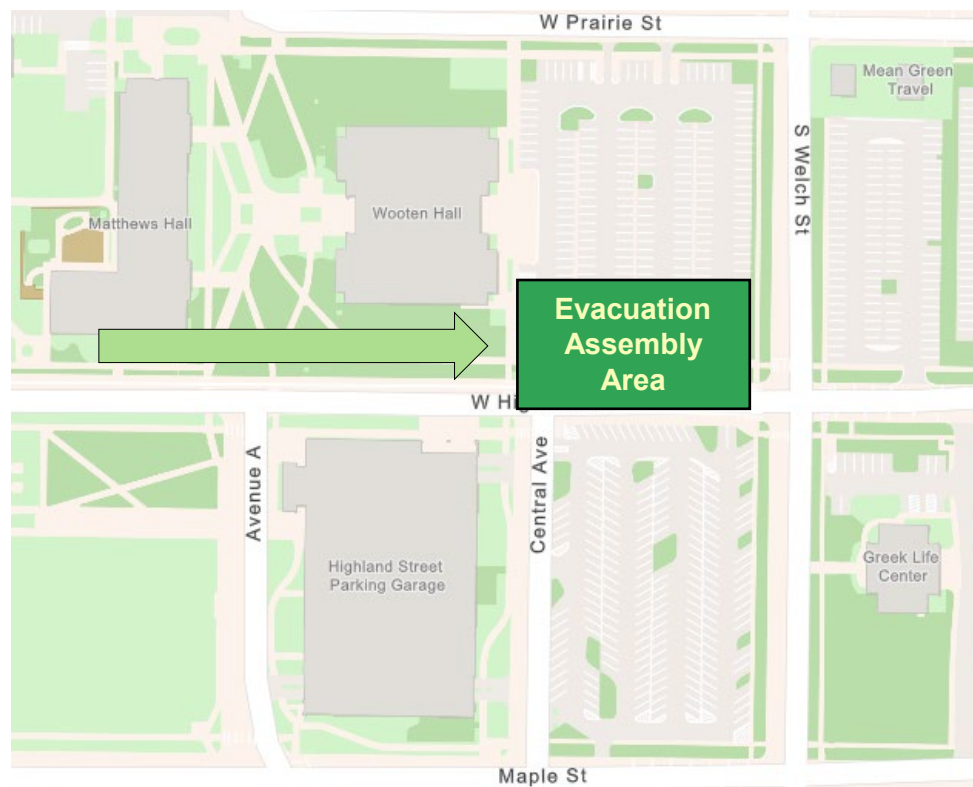 W Prairie St
Mean Green
Travel
S Welch St
Wooten Hall
Matthews Hall
Evacuation
Assembly
Area
W Hig
Avenue A
Central Ave
Highland Street
Parking Garage
Greek Life
Center
Maple St